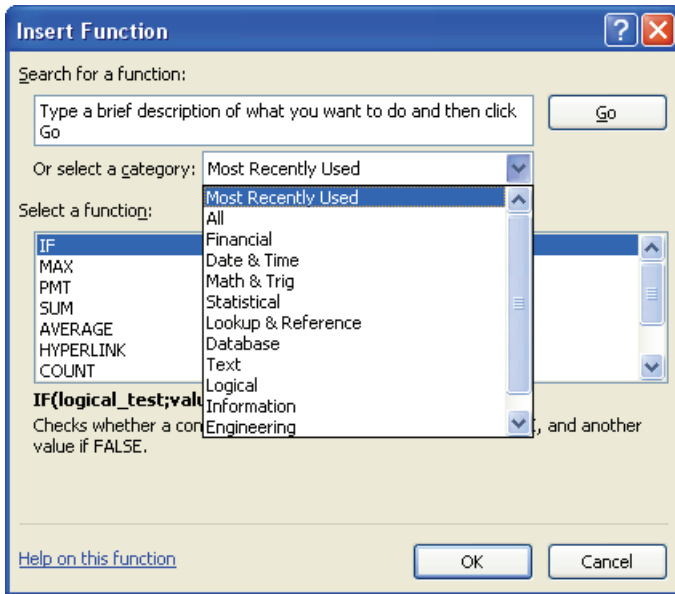 Insert Function
Search for a function:
Type a brief description of what you want to do and then click
Go
Go
Or select a category: Most Recently Used
Most Recently Used
All
Financial
Date & Time
Math & Trig
Statistical
Lookup & Reference
Database
Text
Logical
Information
Engineering
Select a function:
IF
MAX
PMT
SUM
AVERAGE
HYPERLINK
COUNT
IF(logical_test;valu
Checks whether a con , and another
value if FALSE.
Help on this function
OK
Cancel